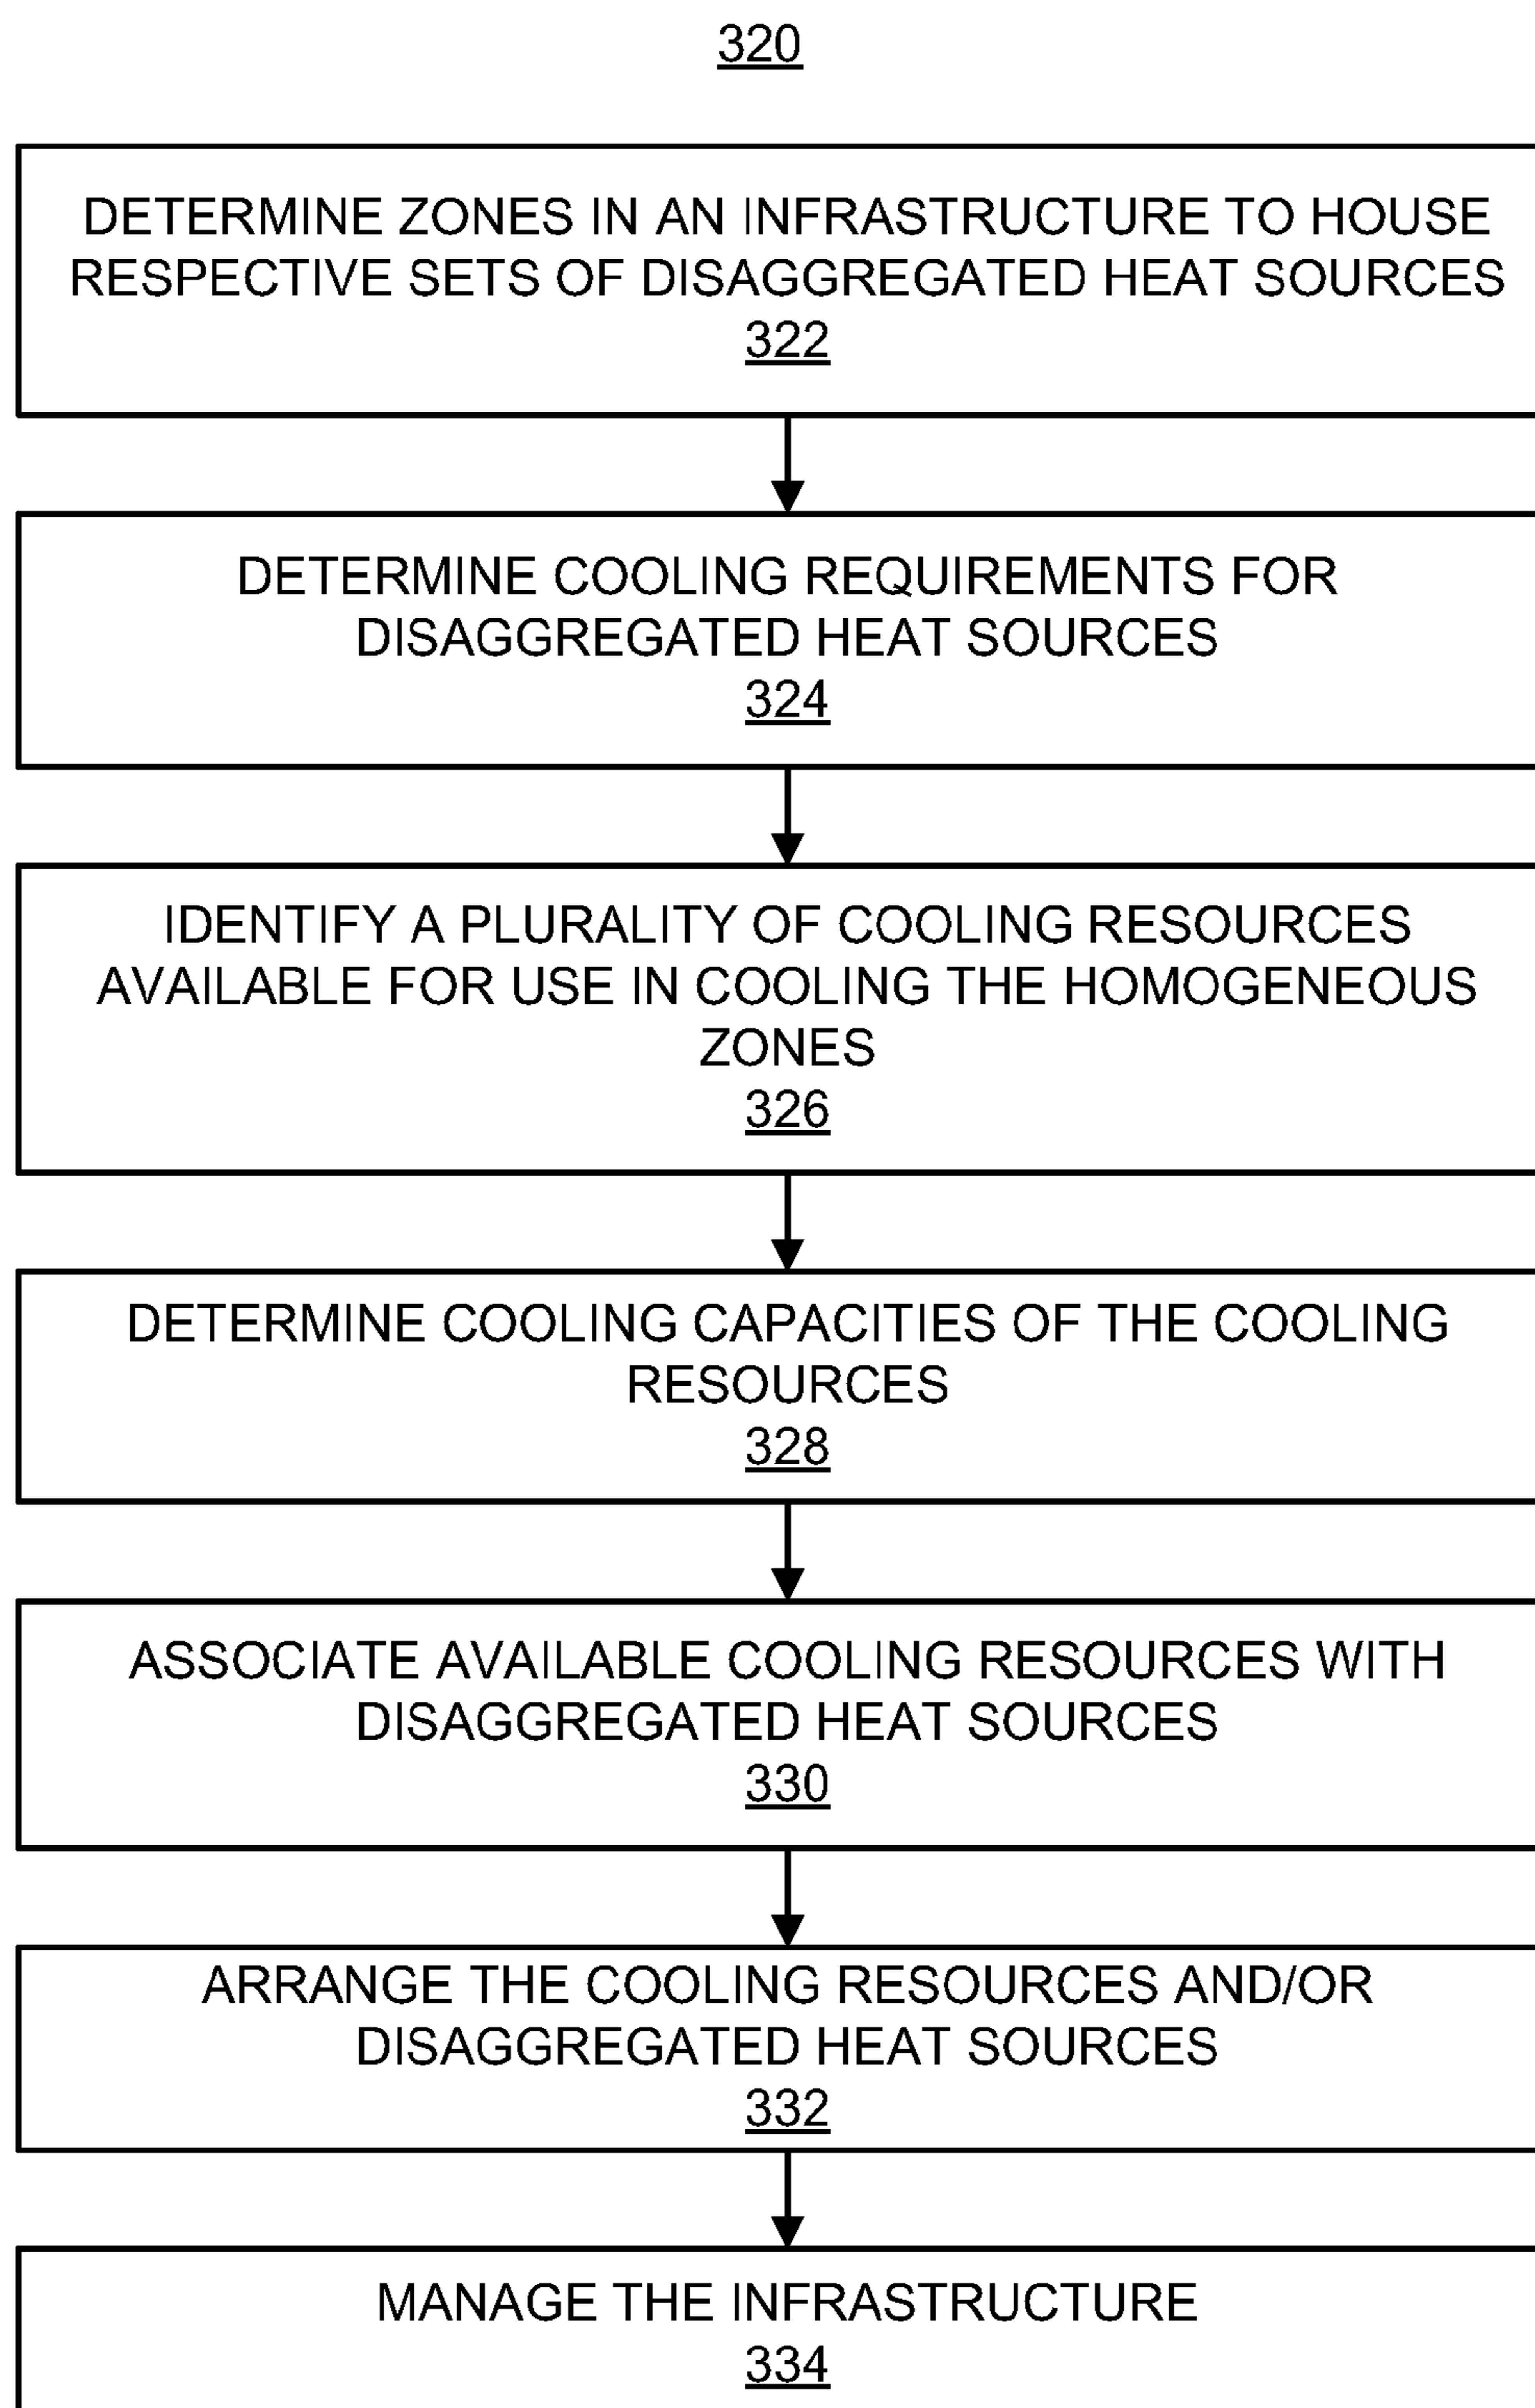 320
DETERMINE ZONES IN AN INFRASTRUCTURE TO HOUSE
RESPECTIVE SETS OF DISAGGREGATED HEAT SOURCES
322
DETERMINE COOLING REQUIREMENTS FOR
DISAGGREGATED HEAT SOURCES
324
IDENTIFY A PLURALITY OF COOLING RESOURCES
AVAILABLE FOR USE IN COOLING THE HOMOGENEOUS
ZONES
326
DETERMINE COOLING CAPACITIES OF THE COOLING
RESOURCES
328
ASSOCIATE AVAILABLE COOLING RESOURCES WITH
DISAGGREGATED HEAT SOURCES
330
ARRANGE THE COOLING RESOURCES AND/OR
DISAGGREGATED HEAT SOURCES
332
MANAGE THE INFRASTRUCTURE
334